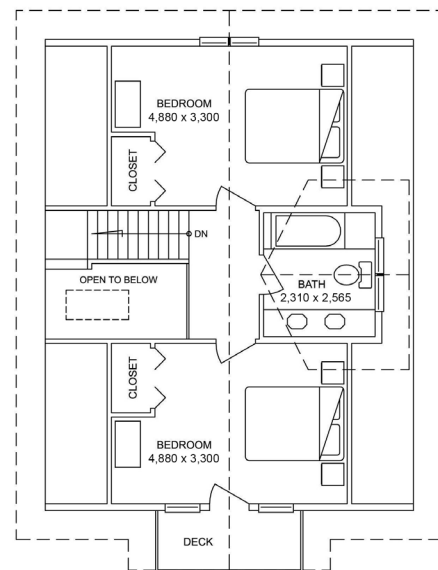 BEDROOM
4,880 x 3,300
CLOSET
DN
OPEN TO BELOW
BATH
2,310 x 2,565
CLOSET
BEDROOM
4,880 x 3,300
DECK